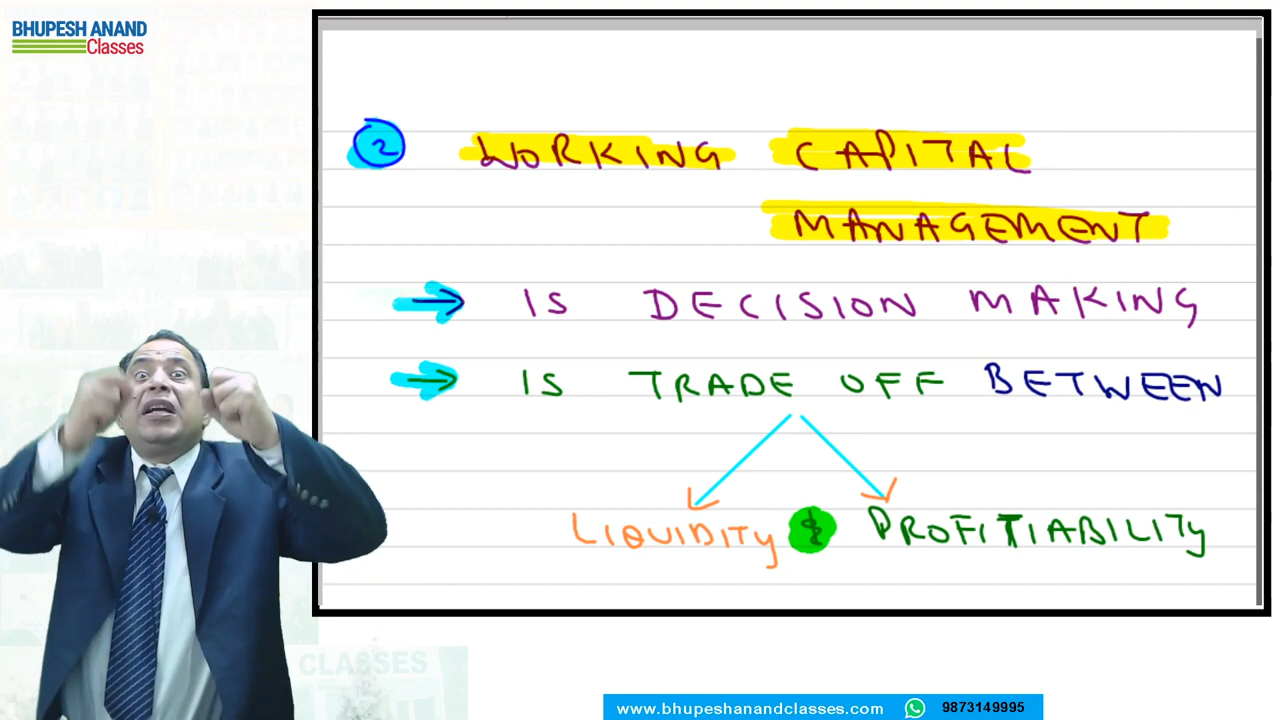 BHUPESH ANAND
Classes
2 WORKING CAPITAL
MANAGEMENT
→ IS DECISION MAKING
→ IS TRADE OFF BETWEEN
LIQUIDITY & PROFITIABILITY
CLASSES
www.bhupeshanandclasses.com 9873149995